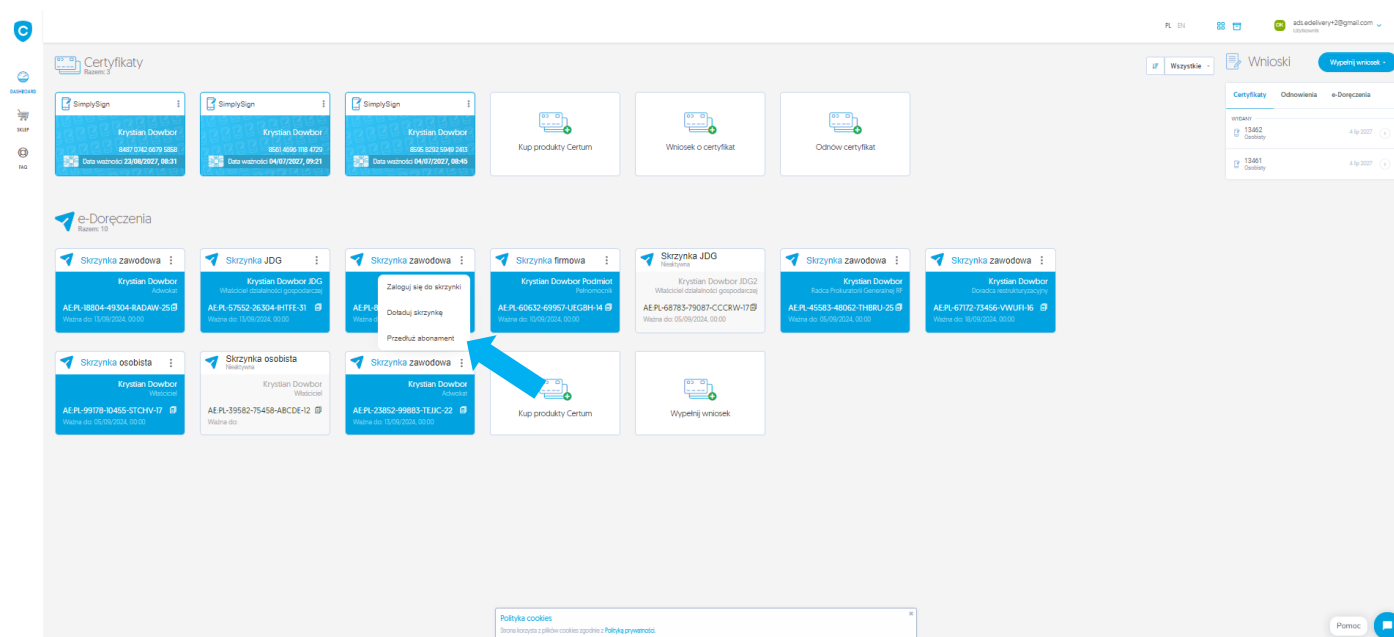 PL EN
DK
ads.edelivery+2@gmail.com
Użytkownik
DASHBOARD
SKLEP
FAQ
Certyfikaty
Razem: 3
Wszystkie
SimplySign
Krystian Dowbor
8487 0742 6679 5858
Data ważności 23/08/2027, 08:31
SimplySign
Krystian Dowbor
8561 4696 1118 4729
Data ważności 04/07/2027, 09:21
SimplySign
Krystian Dowbor
8595 8292 5949 2413
Data ważności 04/07/2027, 08:45
Kup produkty Certum
Wniosek o certyfikat
Odnów certyfikat
Wnioski
Wypełnij wniosek
Certyfikaty Odnowienia e-Doręczenia
WYDANY
13462
Osobisty
4 lip 2027
13461
Osobisty
4 lip 2027
e-Doręczenia
Razem: 10
Skrzynka zawodowa
Krystian Dowbor
Adwokat
AE:PL-18804-49304-RADAW-25
Ważna do: 13/09/2024, 00:00
Skrzynka JDG
Krystian Dowbor JDG
Właściciel działalności gospodarczej
AE:PL-57552-26304-IHTFE-31
Ważna do: 13/09/2024, 00:00
Skrzynka zawodowa
AE:PL-8
Ważna d
Zaloguj się do skrzynki
Doładuj skrzynkę
Przedłuż abonament
Skrzynka firmowa
Krystian Dowbor Podmiot
Pełnomocnik
AE:PL-60632-69957-UEGBH-14
Ważna do: 10/09/2024, 00:00
Skrzynka JDG
Nieaktywna
Krystian Dowbor JDG2
Właściciel działalności gospodarczej
AE:PL-68783-79087-CCCRW-17
Ważna do: 05/09/2024, 00:00
Skrzynka zawodowa
Krystian Dowbor
Radca Prokuratorii Generalnej RP
AE:PL-45583-48062-THBRU-25
Ważna do: 05/09/2024, 00:00
Skrzynka zawodowa
Krystian Dowbor
Doradca restrukturyzacyjny
AE:PL-67172-73456-VWUFI-16
Ważna do: 16/09/2024, 00:00
Skrzynka osobista
Krystian Dowbor
Właściciel
AE:PL-99178-10455-STCHV-17
Ważna do: 05/09/2024, 00:00
Skrzynka osobista
Nieaktywna
Krystian Dowbor
Właściciel
AE:PL-39582-75458-ABCDE-12
Ważna do:
Skrzynka zawodowa
Krystian Dowbor
Adwokat
AE:PL-23852-99883-TEJJC-22
Ważna do: 13/09/2024, 00:00
Kup produkty Certum
Wypełnij wniosek
Polityka cookies
Strona korzysta z plików cookies zgodnie z Polityką prywatności.
Pomoc